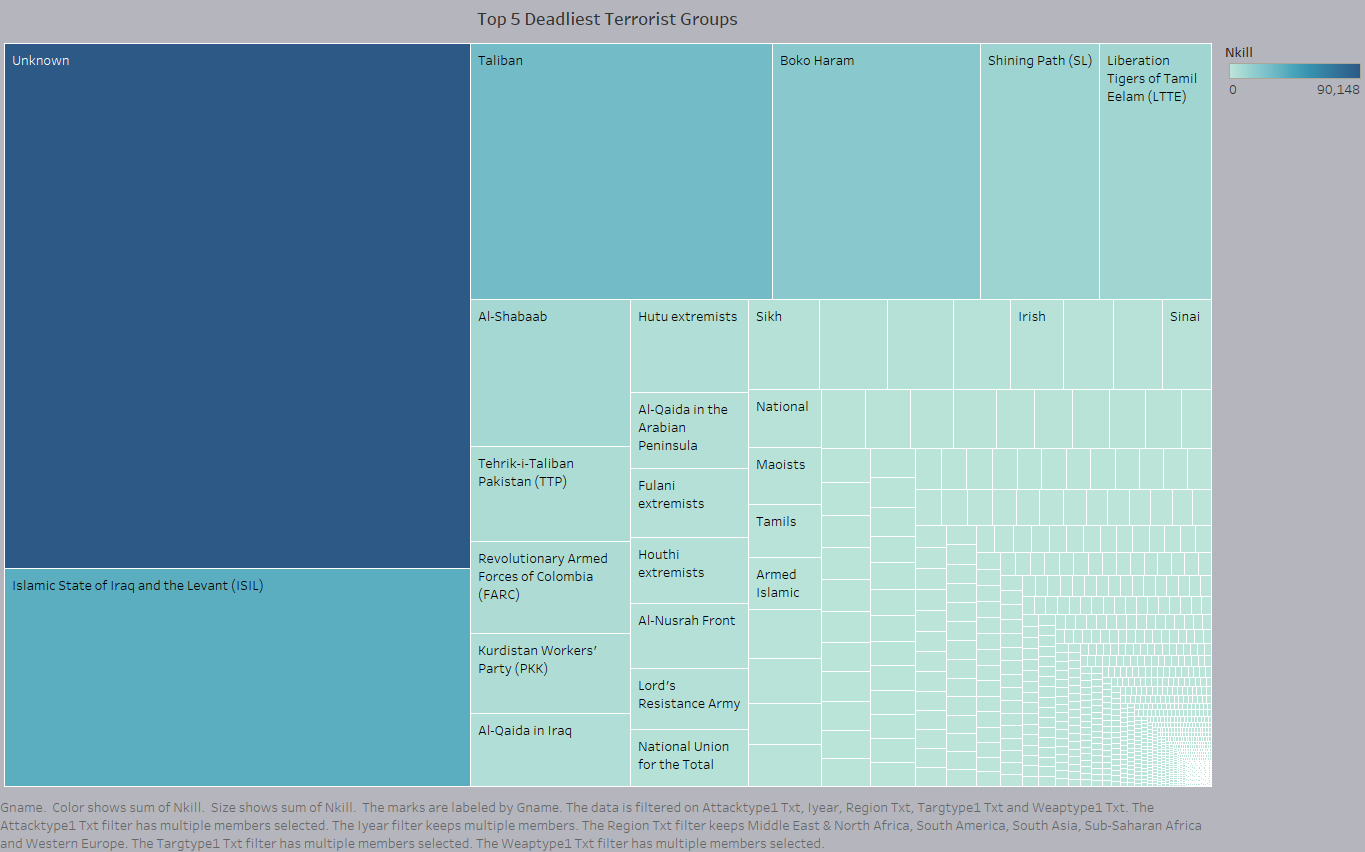 Top 5 Deadliest Terrorist Groups
Unknown
Taliban
Boko Haram
Shining Path (SL)
Liberation
Tigers of Tamil
Eelam (LTTE)
Nkill
0
90,148
Al-Shabaab
Hutu extremists
Sikh
Irish
Sinai
Al-Qaida in the
Arabian
Peninsula
National
Tehrik-i-Taliban
Pakistan (TTP)
Maoists
Fulani
extremists
Tamils
Revolutionary Armed
Forces of Colombia
(FARC)
Houthi
extremists
Armed
Islamic
Islamic State of Iraq and the Levant (ISIL)
Al-Nusrah Front
Kurdistan Workers'
Party (PKK)
Lord's
Resistance Army
Al-Qaida in Iraq
National Union
for the Total
Gname.  Color shows sum of Nkill.  Size shows sum of Nkill.  The marks are labeled by Gname. The data is filtered on Attacktype1 Txt, Iyear, Region Txt, Targtype1 Txt and Weaptype1 Txt. The
Attacktype1 Txt filter has multiple members selected. The Iyear filter keeps multiple members. The Region Txt filter keeps Middle East & North Africa, South America, South Asia, Sub-Saharan Africa
and Western Europe. The Targtype1 Txt filter has multiple members selected. The Weaptype1 Txt filter has multiple members selected.